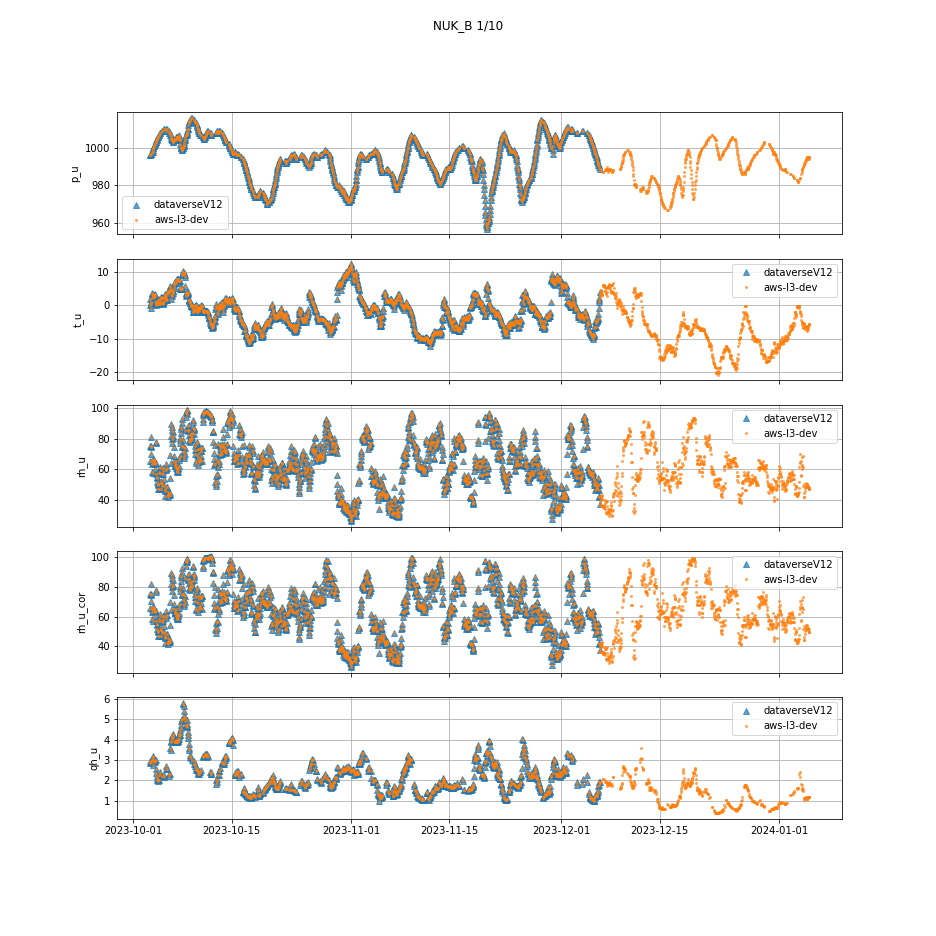 NUK_B 1/10
1000
980
960
p_u
dataverseV12
aws-l3-dev
10
0
−10
−20
t_u
dataverseV12
aws-l3-dev
100
80
60
40
rh_u
dataverseV12
aws-l3-dev
100
80
60
40
rh_u_cor
dataverseV12
aws-l3-dev
6
5
4
3
2
1
qh_u
dataverseV12
aws-l3-dev
2023-10-01
2023-10-15
2023-11-01
2023-11-15
2023-12-01
2023-12-15
2024-01-01